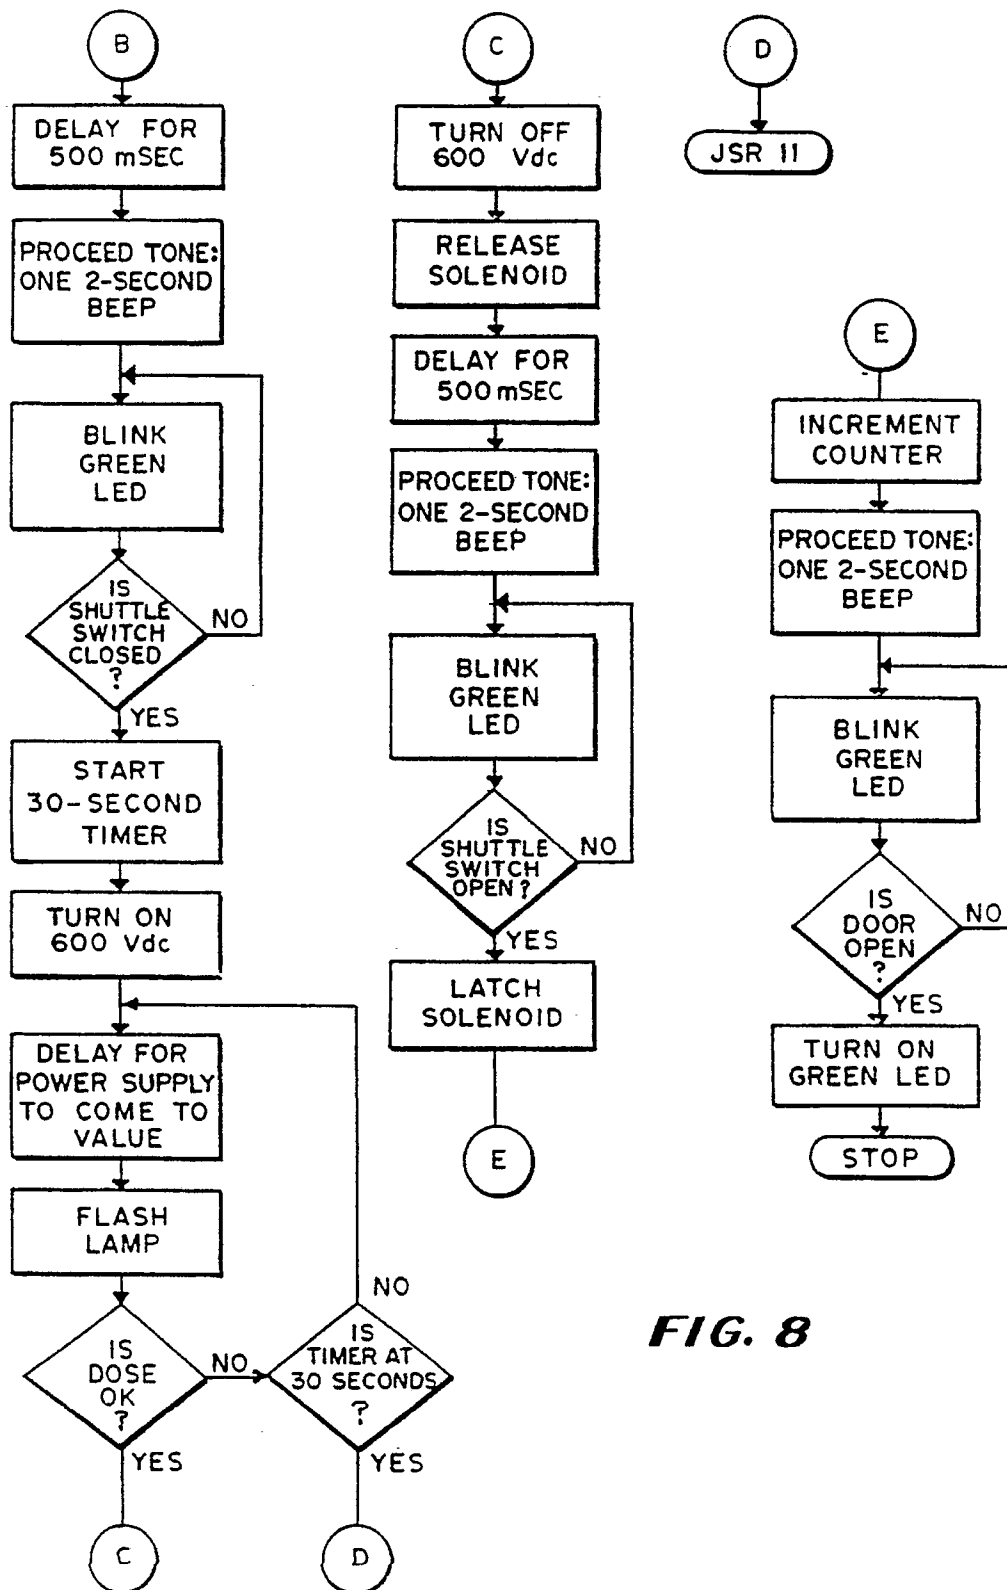 B
DELAY FOR
500 mSEC
PROCEED TONE:
ONE 2-SECOND
BEEP
BLINK
GREEN
LED
IS
SHUTTLE
SWITCH
CLOSED
?
NO
YES
START
30-SECOND
TIMER
TURN ON
600 Vdc
DELAY FOR
POWER SUPPLY
TO COME TO
VALUE
FLASH
LAMP
IS
DOSE
OK
?
NO
YES
C
IS
TIMER AT
30 SECONDS
?
NO
YES
D
C
TURN OFF
600 Vdc
RELEASE
SOLENOID
DELAY FOR
500 mSEC
PROCEED TONE:
ONE 2-SECOND
BEEP
BLINK
GREEN
LED
IS
SHUTTLE
SWITCH
OPEN?
NO
YES
LATCH
SOLENOID
E
D
JSR 11
E
INCREMENT
COUNTER
PROCEED TONE:
ONE 2-SECOND
BEEP
BLINK
GREEN
LED
IS
DOOR
OPEN
?
NO
YES
TURN ON
GREEN LED
STOP
FIG. 8